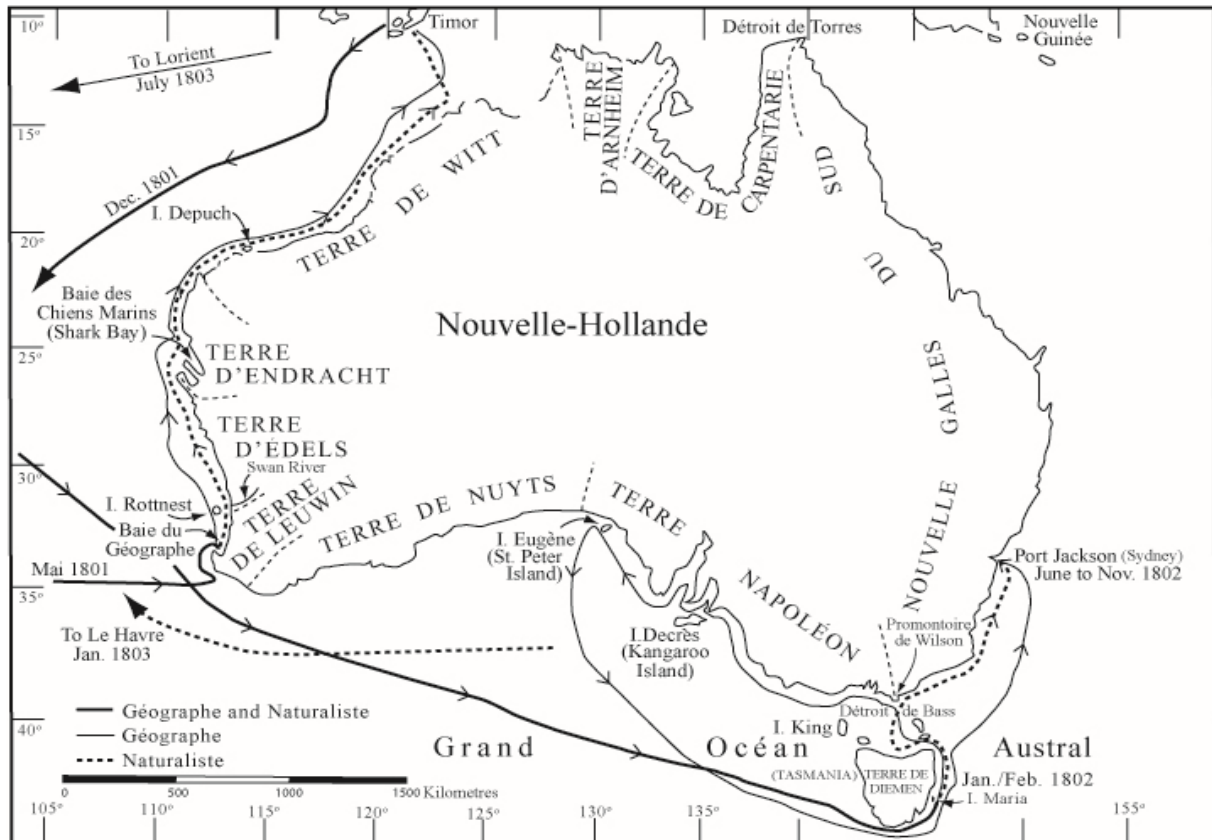 10°
Timor
Détroit de Torres
Nouvelle
Guinée
To Lorient
July 1803
15°
TERRE
D'ARNHEIM
TERRE DE
CARPENTARIE
SUD
DU
GALLES
NOUVELLE
TERRE DE WITT
Dec. 1801
I. Depuch
20°
Baie des
Chiens Marins
(Shark Bay)
Nouvelle-Hollande
25°
TERRE
D'ENDRACHT
TERRE
D'ÉDELS
Swan River
30°
I. Rottnest
TERRE
DE LEUWIN
Baie du
Géographe
TERRE DE NUYTS
TERRE
NAPOLÉON
I. Eugène
(St. Peter
Island)
Port Jackson (Sydney)
June to Nov. 1802
Mai 1801
35°
To Le Havre
Jan. 1803
I.Decrès
(Kangaroo
Island)
Promontoire
de Wilson
Géographe and Naturaliste
Géographe
Naturaliste
40°
Détroit de Bass
I. King
Grand Océan Austral
(TASMANIA)
TERRE DE
DIEMEN
Jan./Feb. 1802
I. Maria
0 500 1000 1500 Kilometres
105° 110° 115° 120° 125° 130° 135° 140° 155°